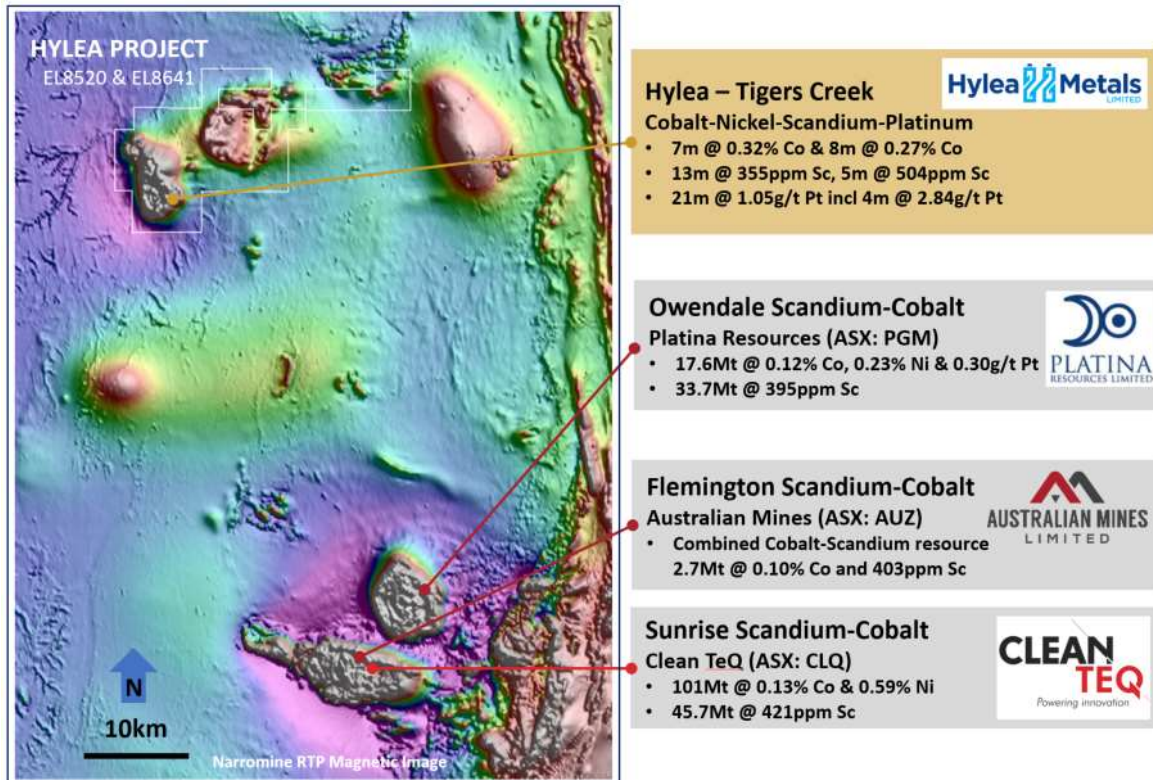 HYLEA PROJECT
EL8520 & EL8641
N
10km
Narromine RTP Magnetic Image
Hylea – Tigers Creek
Hylea Metals
LIMITED
Cobalt-Nickel-Scandium-Platinum
• 7m @ 0.32% Co & 8m @ 0.27% Co
• 13m @ 355ppm Sc, 5m @ 504ppm Sc
• 21m @ 1.05g/t Pt incl 4m @ 2.84g/t Pt
Owendale Scandium-Cobalt
Platina Resources (ASX: PGM)
• 17.6Mt @ 0.12% Co, 0.23% Ni & 0.30g/t Pt
• 33.7Mt @ 395ppm Sc
PLATINA
RESOURCES LIMITED
Flemington Scandium-Cobalt
Australian Mines (ASX: AUZ)
• Combined Cobalt-Scandium resource
2.7Mt @ 0.10% Co and 403ppm Sc
AUSTRALIAN MINES
LIMITED
Sunrise Scandium-Cobalt
Clean TeQ (ASX: CLQ)
• 101Mt @ 0.13% Co & 0.59% Ni
• 45.7Mt @ 421ppm Sc
CLEAN
TEQ
Powering innovation